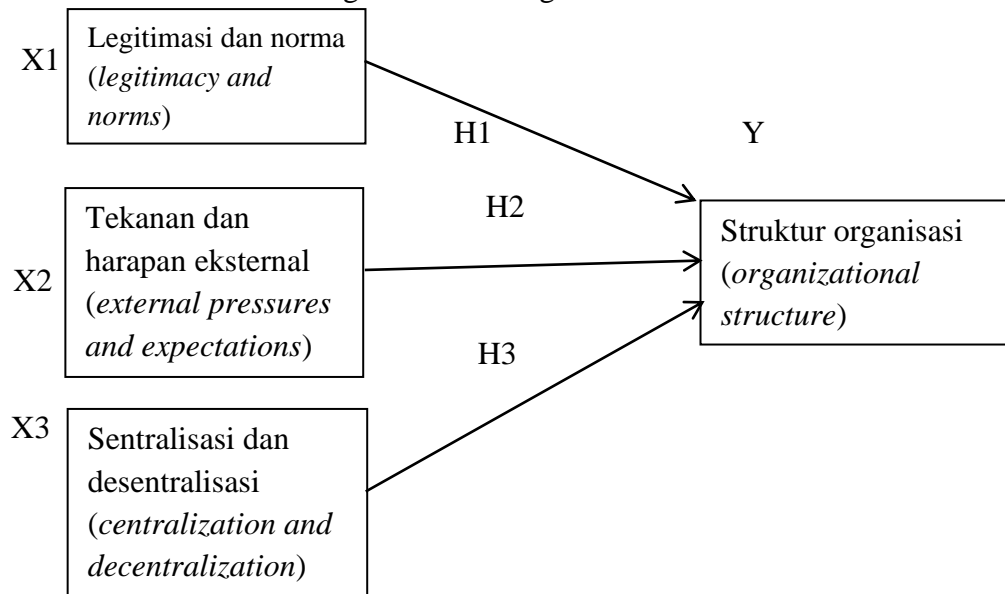 X1
Legitimasi dan norma
(legitimacy and
norms)
H1
Y
X2
Tekanan dan
harapan eksternal
(external pressures
and expectations)
H2
Struktur organisasi
(organizational
structure)
X3
Sentralisasi dan
desentralisasi
(centralization and
decentralization)
H3